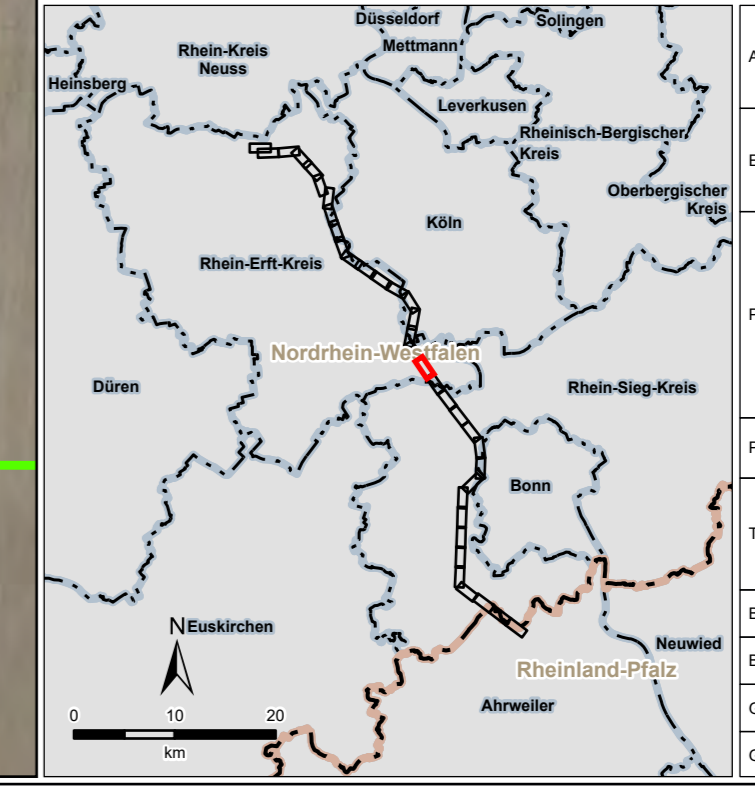 Düsseldorf
Solingen
Mettmann
Rhein-Kreis
Neuss
Heinsberg
Leverkusen
Rheinisch-Bergischer
Kreis
Oberbergischer
Kreis
Köln
Rhein-Erft-Kreis
Nordrhein-Westfalen
Düren
Rhein-Sieg-Kreis
Bonn
N
Euskirchen
Neuwied
Rheinland-Pfalz
Ahrweiler
0 10 20
km